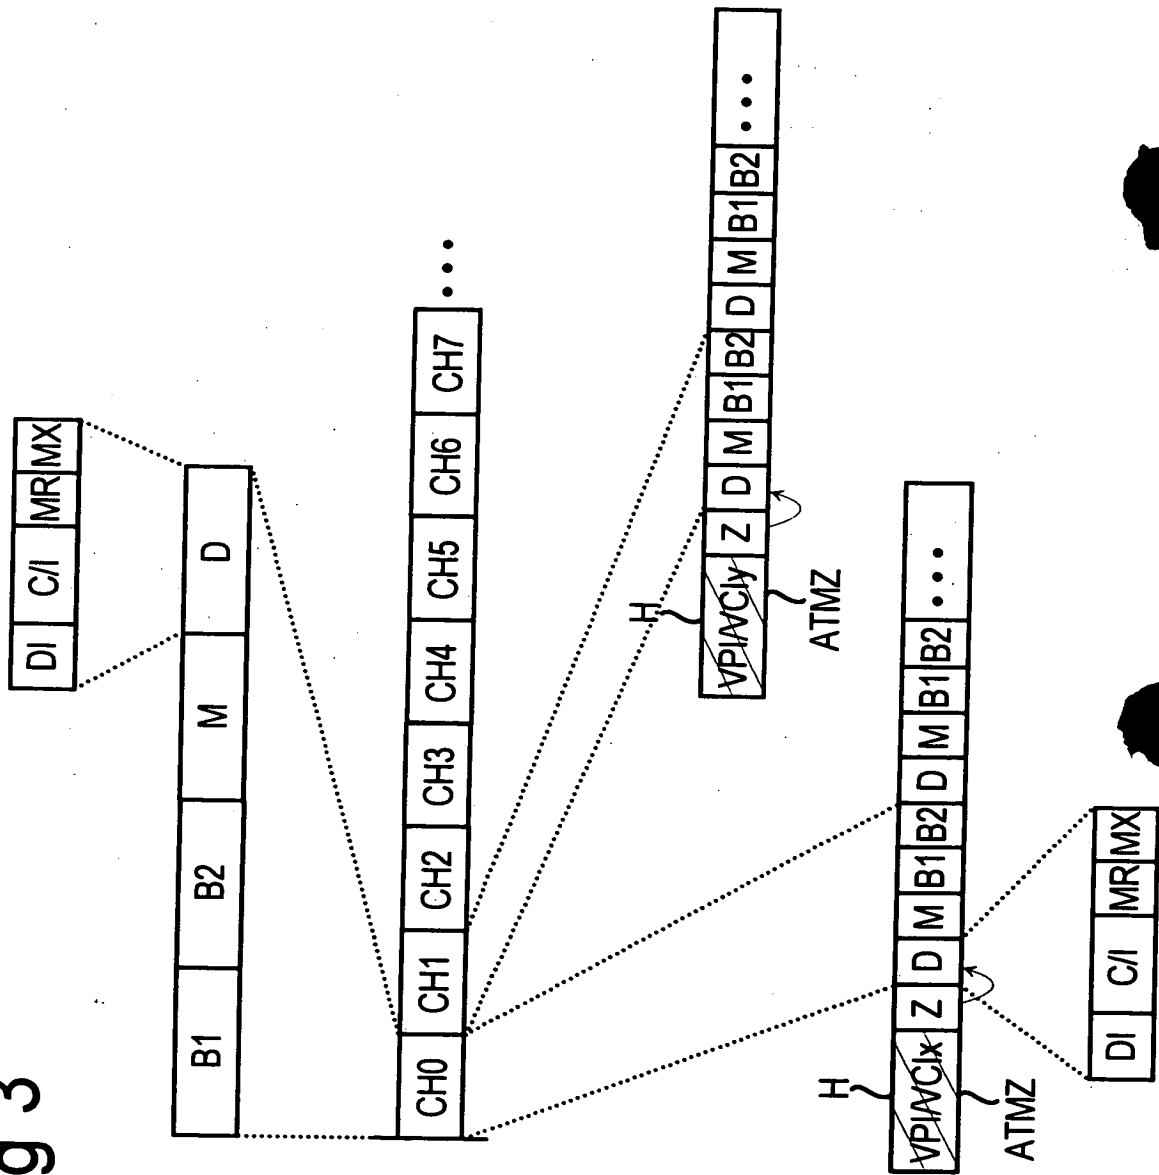 g 3
DI C/I MR MX
B1 B2 M D
CH0 CH1 CH2 CH3 CH4 CH5 CH6 CH7 •••
H
VPI/VCIy Z D M B1 B2 D M B1 B2 •••
ATMZ
H
VPI/VCIx Z D M B1 B2 D M B1 B2 •••
ATMZ
DI C/I MR MX